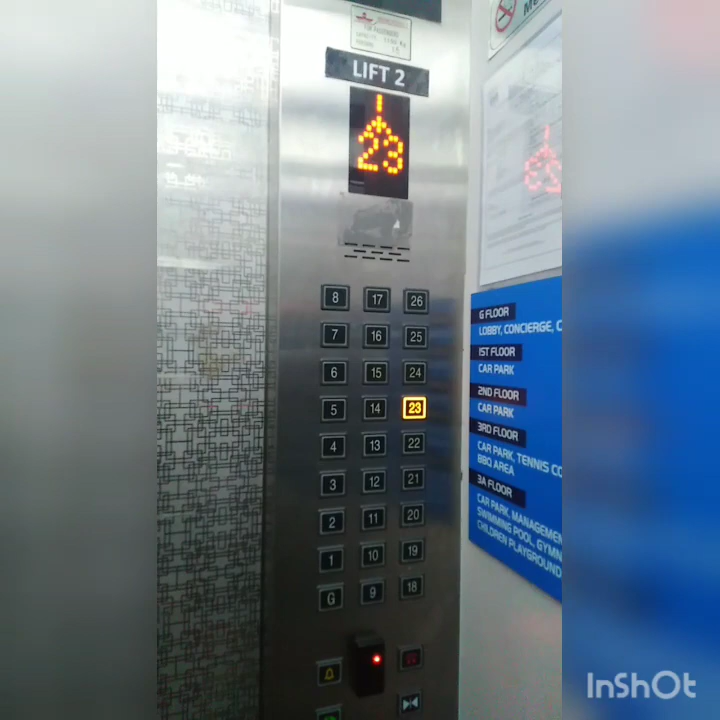 LIFT 2
23
8 17 26
7 16 25
6 15 24
5 14 23
4 13 22
3 12 21
2 11 20
1 10 19
G 9 18
G FLOOR
LOBBY, CONCIERGE,
1ST FLOOR
CAR PARK
2ND FLOOR
CAR PARK
3RD FLOOR
CAR PARK, TENNIS
BBQ AREA
3A FLOOR
CAR PARK, MANAGEMEN
SWIMMING POOL, GYM
CHILDREN PLAYGROUND
InShOt